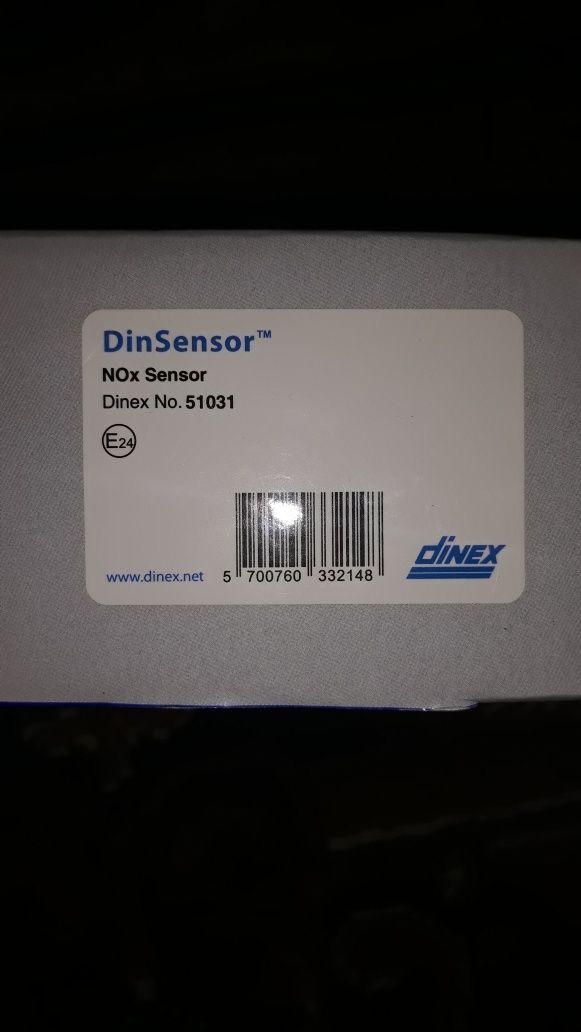 DinSensor™
NOx Sensor
Dinex No. 51031
E24
www.dinex.net
5 700760 332148
dinex